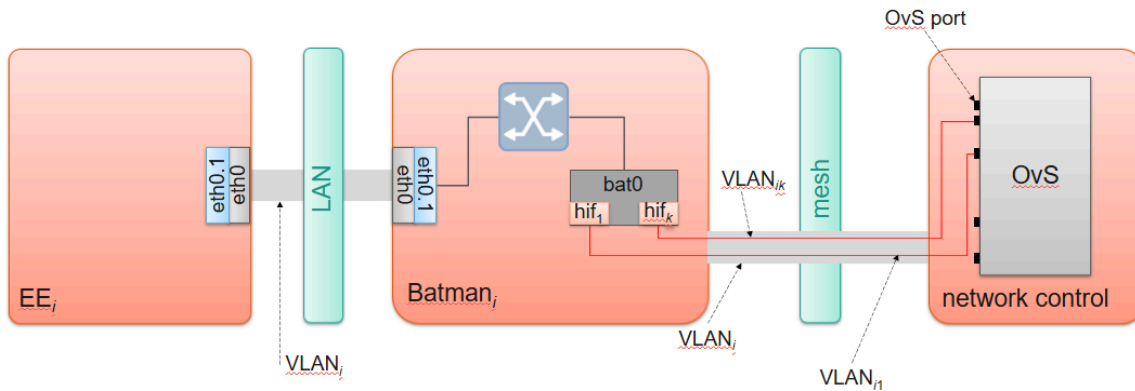 OvS port
eth0.1
eth0
LAN
eth0
eth0.1
bat0
hif1
hifk
VLANik
mesh
OvS
EEi
Batmani
network control
VLANi
VLANi
VLANi1